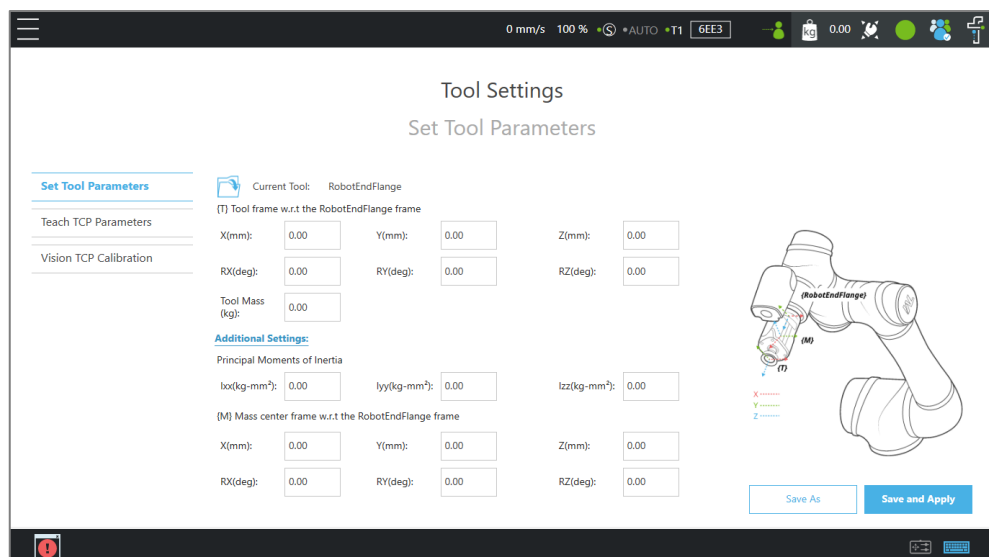 0 mm/s 100 % S AUTO T1 6EE3 kg 0.00
Tool Settings
Set Tool Parameters
Set Tool Parameters
Teach TCP Parameters
Vision TCP Calibration
Current Tool: RobotEndFlange
{T} Tool frame w.r.t the RobotEndFlange frame
X(mm): 0.00 Y(mm): 0.00 Z(mm): 0.00
RX(deg): 0.00 RY(deg): 0.00 RZ(deg): 0.00
Tool Mass
(kg): 0.00
Additional Settings:
Principal Moments of Inertia
Ixx(kg-mm²): 0.00 Iyy(kg-mm²): 0.00 Izz(kg-mm²): 0.00
{M} Mass center frame w.r.t the RobotEndFlange frame
X(mm): 0.00 Y(mm): 0.00 Z(mm): 0.00
RX(deg): 0.00 RY(deg): 0.00 RZ(deg): 0.00
{RobotEndFlange}
{M}
{T}
X
Y
Z
Save As Save and Apply